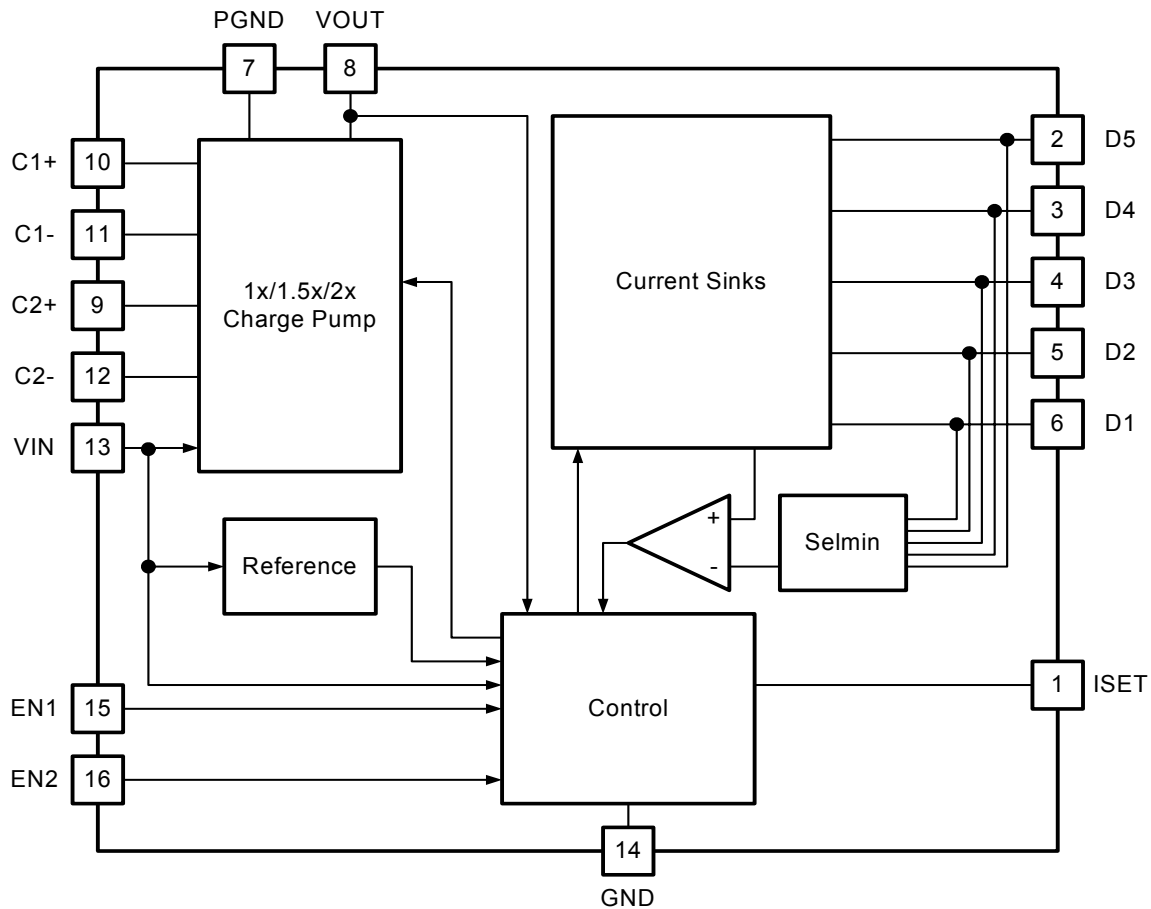 PGND VOUT
7 8
C1+ 10
2 D5
C1- 11
3 D4
C2+ 9
1x/1.5x/2x
Charge Pump
Current Sinks
4 D3
C2- 12
5 D2
VIN 13
6 D1
+
-
Selmin
Reference
EN1 15
Control
1 ISET
EN2 16
14
GND